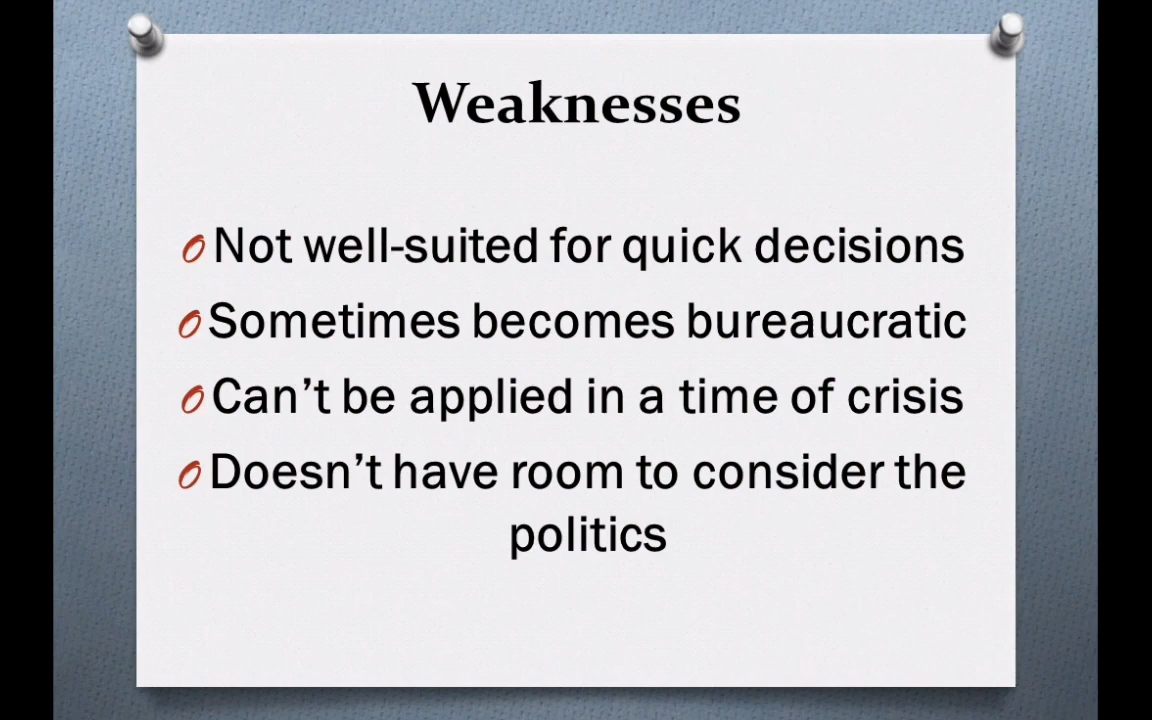 Weaknesses
Not well-suited for quick decisions
Sometimes becomes bureaucratic
Can’t be applied in a time of crisis
Doesn’t have room to consider the
politics